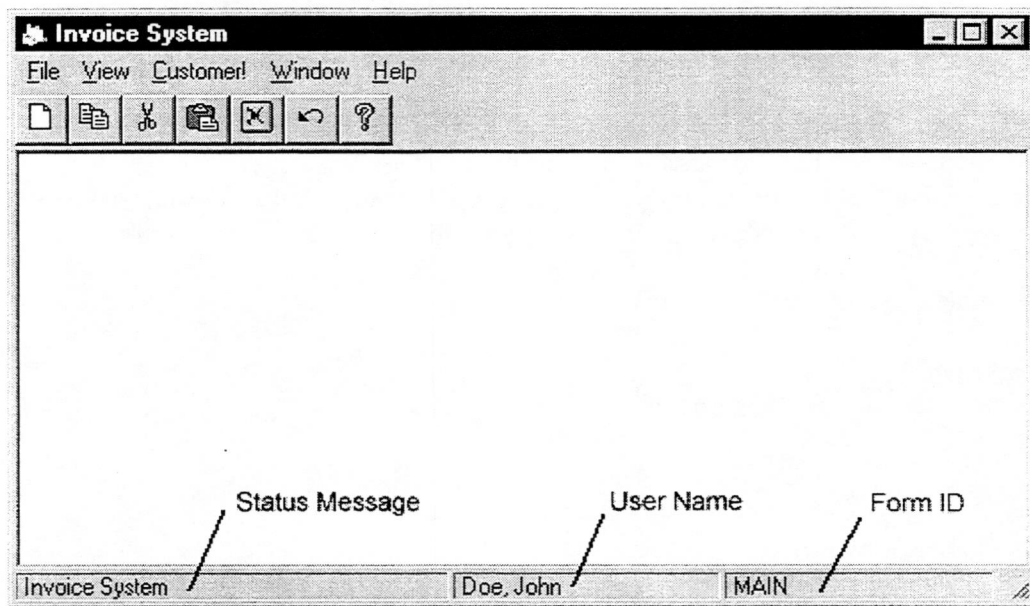 Invoice System
File View Customer! Window Help
Status Message User Name Form ID
Invoice System Doe, John MAIN